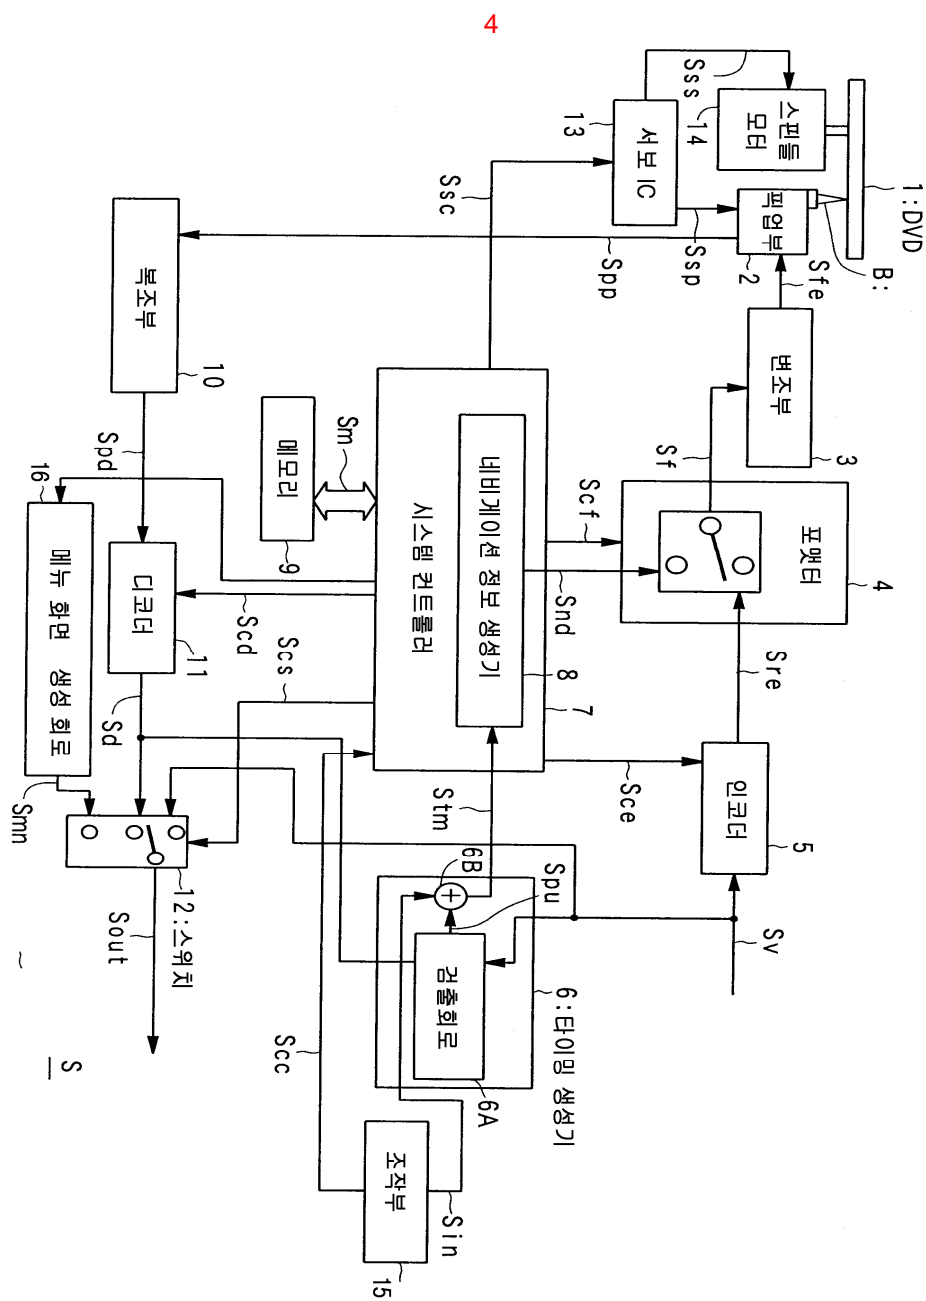 4
1:DVD
B:
스핀들
모터
14
Sss
서보 IC
13
Ssp
Ssc
픽업부
2
Sfe
Spp
변조부
3
Sf
포맷터
4
Scf
Snd
Sre
인코더
5
Sce
Sv
시스템 컨트롤러
7
네비게이션 정보 생성기
8
Stm
메모리
9
Sm
복조부
10
Spd
디코더
11
Scd
Sd
Scs
메뉴 화면 생성 회로
16
Smn
12:스위치
Sout
6:타이밍 생성기
6B
Spu
검출회로
6A
Scc
조작부
15
Sin
S
~